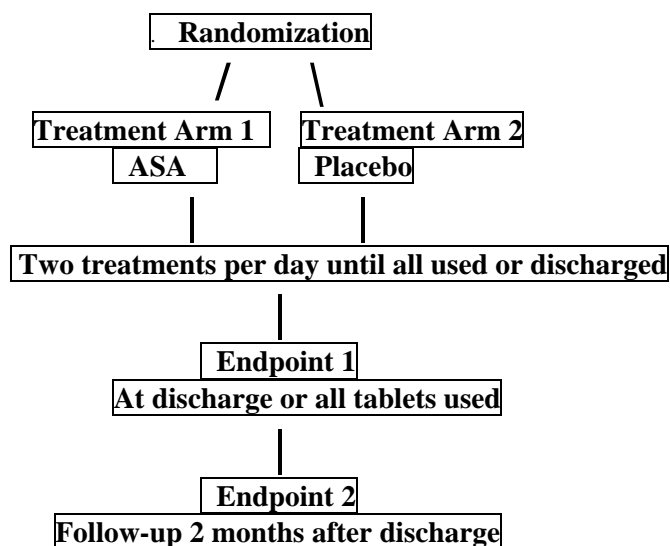 . Randomization
Treatment Arm 1 Treatment Arm 2
ASA Placebo
Two treatments per day until all used or discharged
Endpoint 1
At discharge or all tablets used
Endpoint 2
Follow-up 2 months after discharge